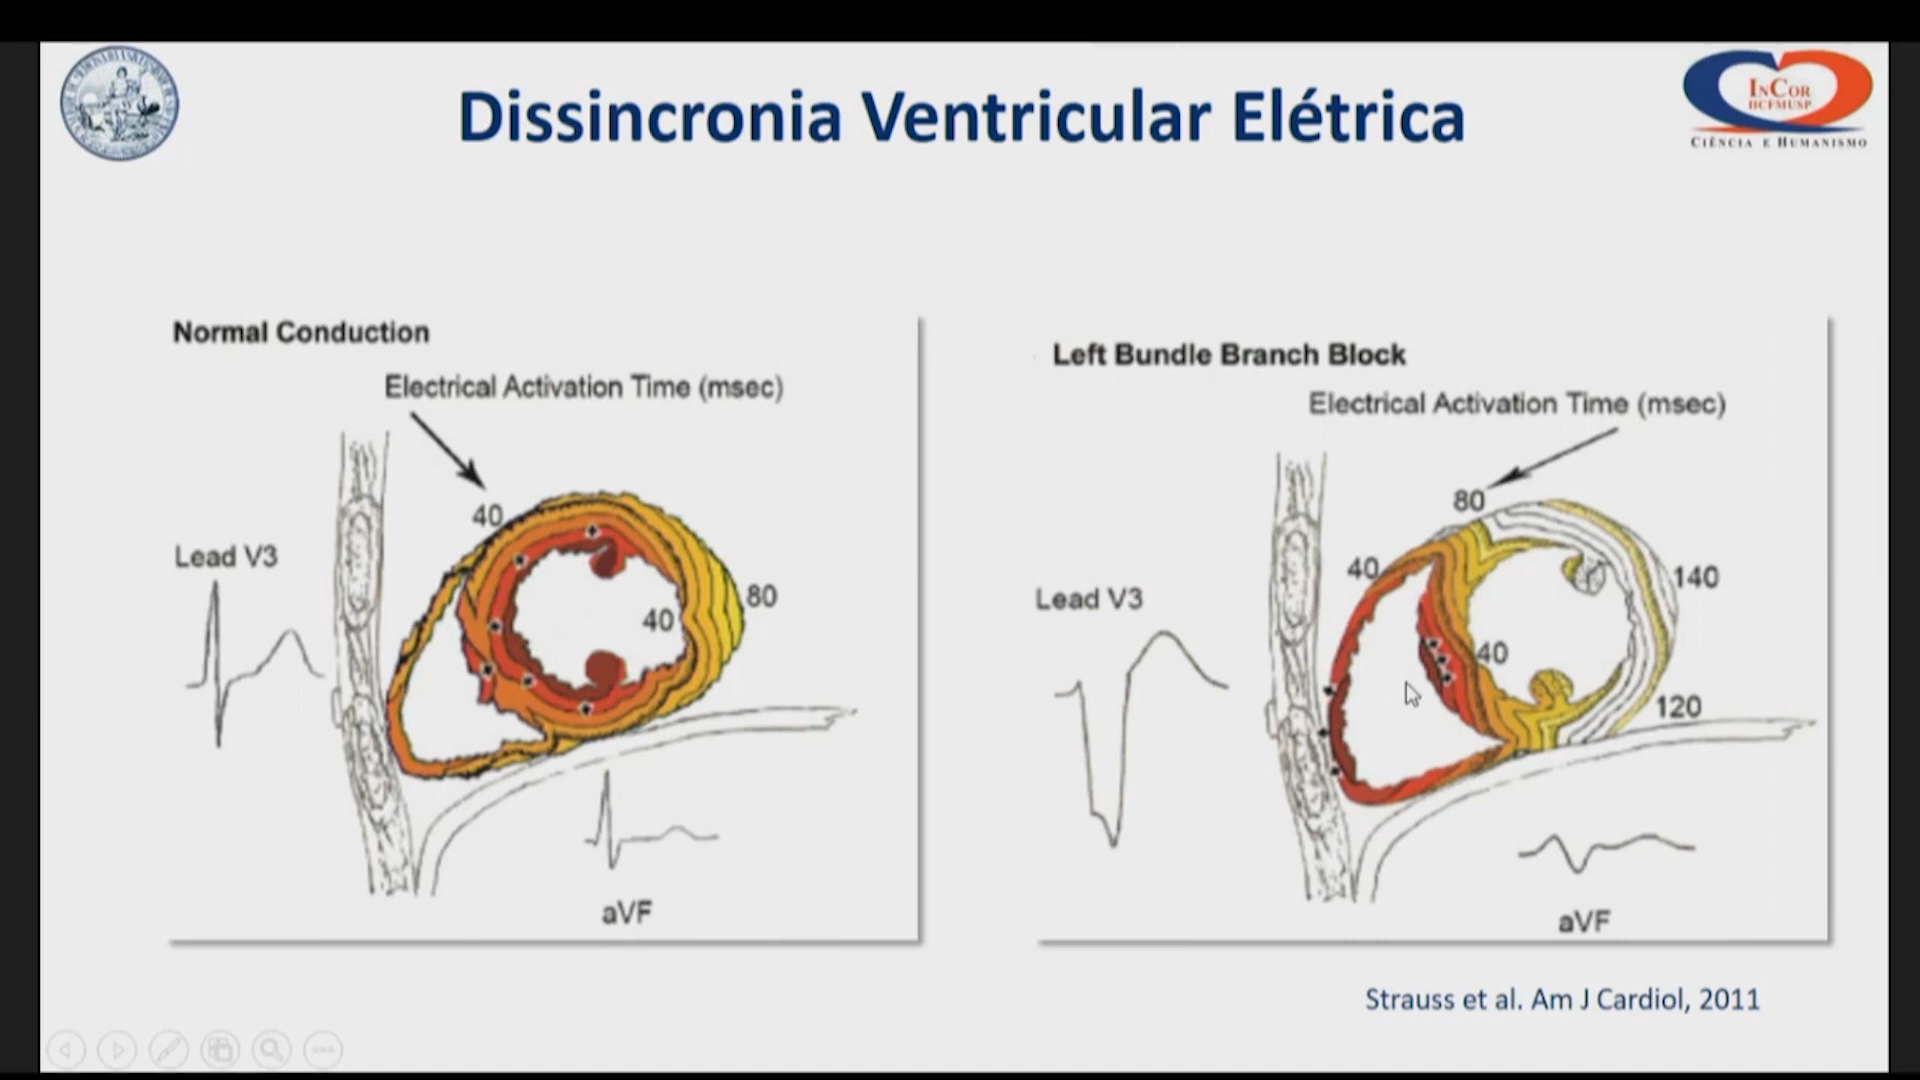 Dissincronia Ventricular Elétrica
INCOR
HCFMUSP
CIÊNCIA E HUMANISMO
Normal Conduction
Electrical Activation Time (msec)
40
Lead V3
40
80
aVF
Left Bundle Branch Block
Electrical Activation Time (msec)
80
40
140
Lead V3
40
120
aVF
Strauss et al. Am J Cardiol, 2011